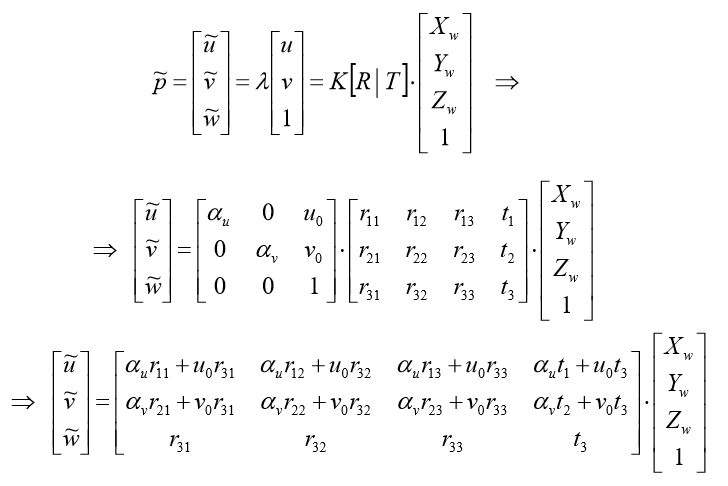 p̃ = [ũ ṽ w̃] = λ[u v 1] = K[R | T]·[X_w Y_w Z_w 1] ⇒
⇒ [ũ ṽ w̃] = [α_u 0 u_0; 0 α_v v_0; 0 0 1]·[r_11 r_12 r_13 t_1; r_21 r_22 r_23 t_2; r_31 r_32 r_33 t_3]·[X_w Y_w Z_w 1]
⇒ [ũ ṽ w̃] = [α_u r_11 + u_0 r_31 α_u r_12 + u_0 r_32 α_u r_13 + u_0 r_33 α_u t_1 + u_0 t_3; α_v r_21 + v_0 r_31 α_v r_22 + v_0 r_32 α_v r_23 + v_0 r_33 α_v t_2 + v_0 t_3; r_31 r_32 r_33 t_3]·[X_w Y_w Z_w 1]